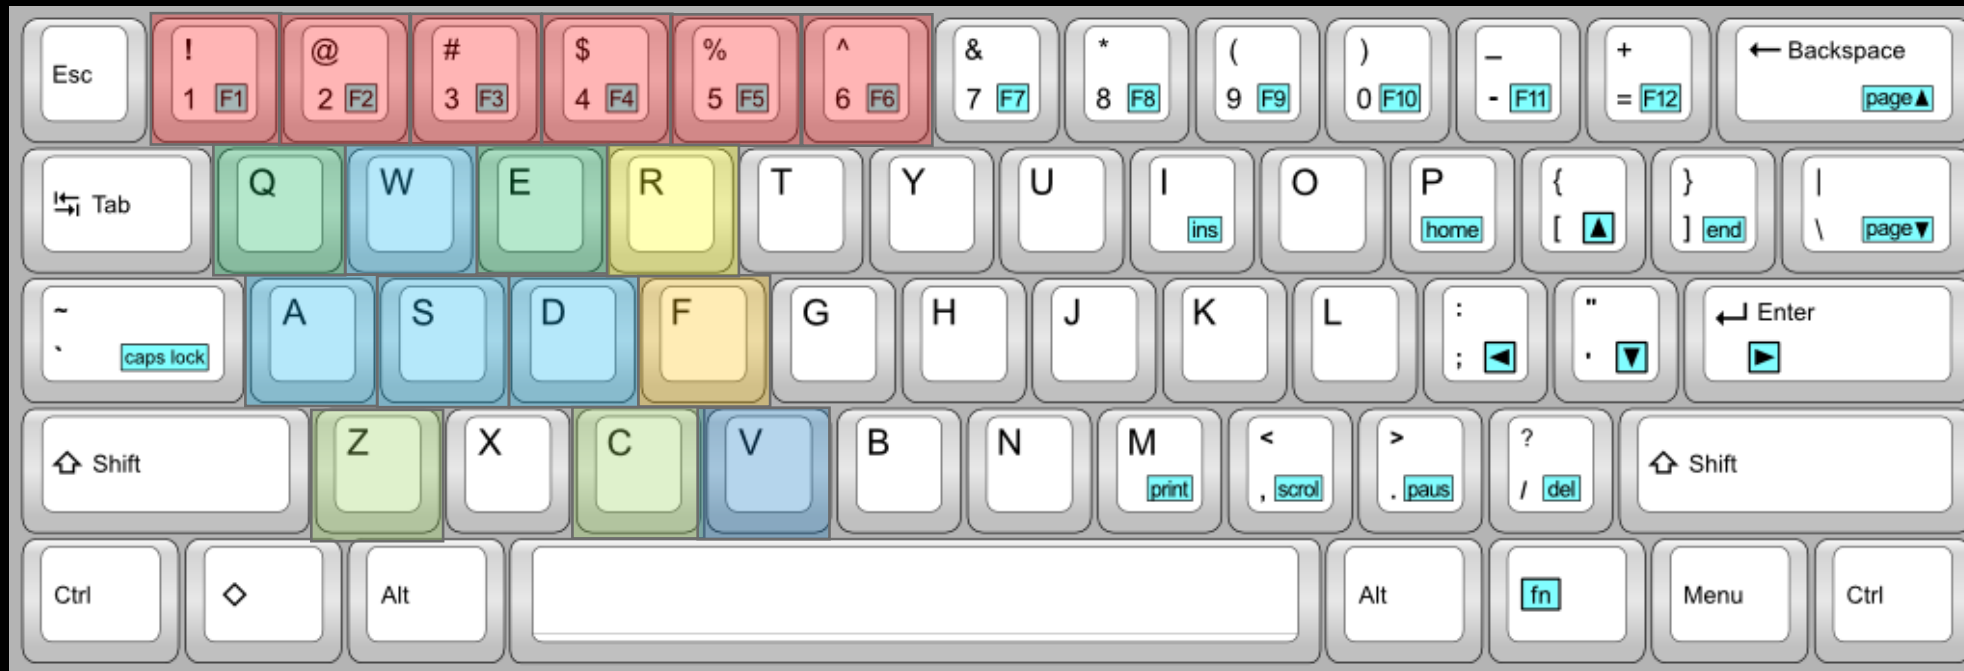 Esc ! @ # $ % ^ & * ( ) _ + ← Backspace
1 F1 2 F2 3 F3 4 F4 5 F5 6 F6 7 F7 8 F8 9 F9 0 F10 - F11 = F12 page▲
Tab Q W E R T Y U I O P { } |
ins home [ ▲ ] end \ page▼
~ A S D F G H J K L : " Enter
` caps lock ; ◀ ' ▼ ▶
Shift Z X C V B N M < > ? Shift
print , scrol . paus / del
Ctrl ◇ Alt Alt fn Menu Ctrl